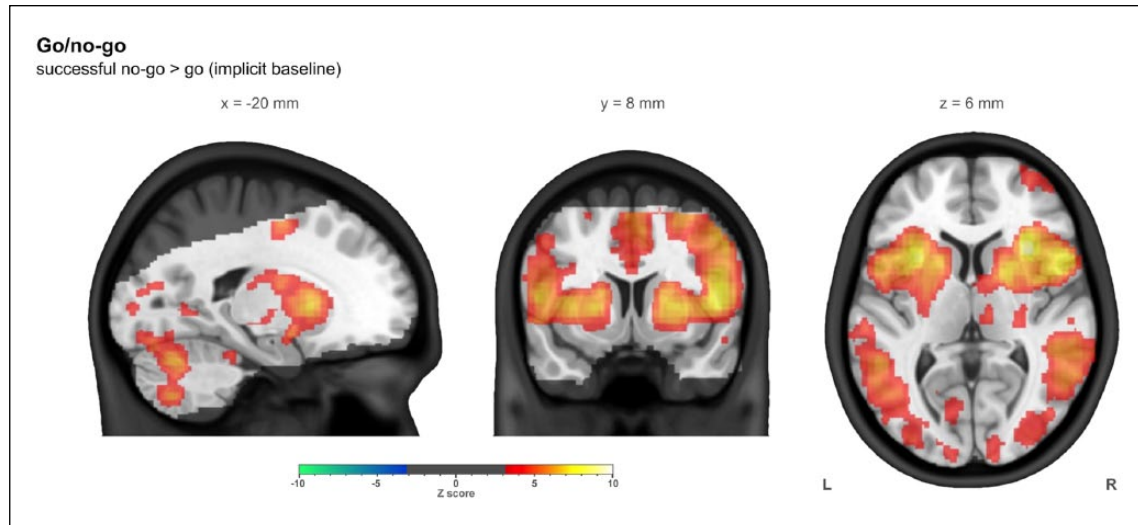 Go/no-go
successful no-go > go (implicit baseline)
x = -20 mm
y = 8 mm
z = 6 mm
-10 -5 0 5 10
Z score
L R